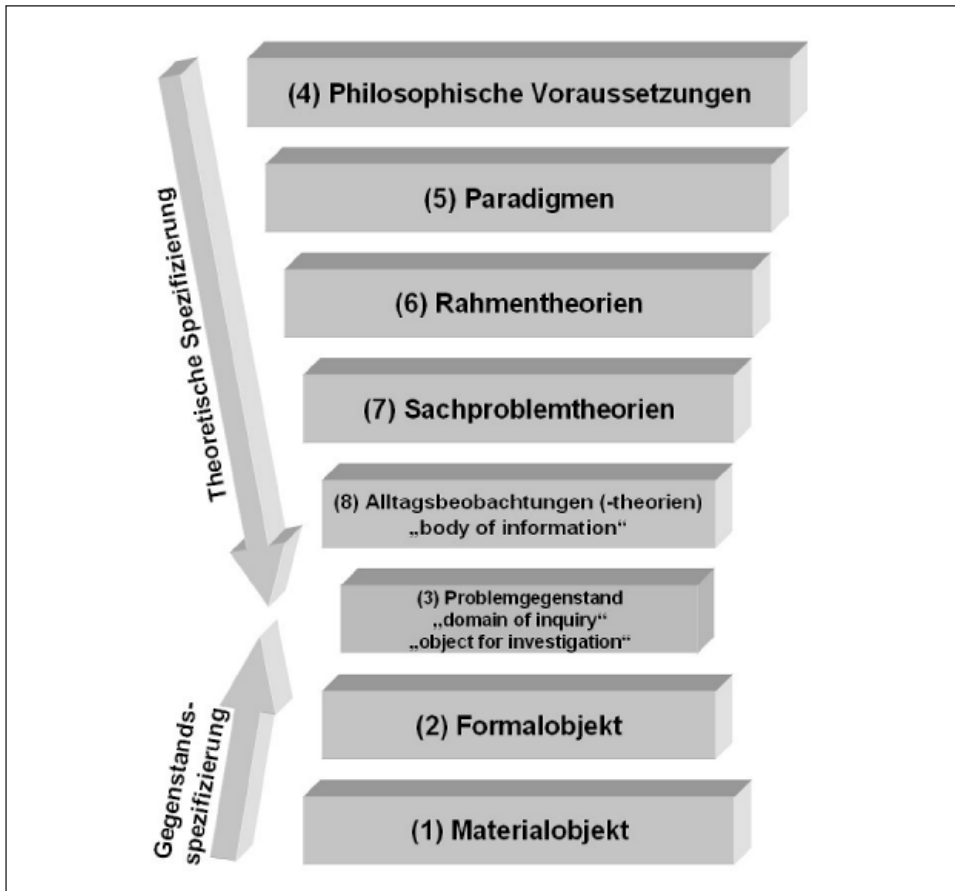 (4) Philosophische Voraussetzungen
(5) Paradigmen
(6) Rahmentheorien
(7) Sachproblemtheorien
(8) Alltagsbeobachtungen (-theorien)
„body of information“
(3) Problemgegenstand
„domain of inquiry“
„object for investigation“
(2) Formalobjekt
(1) Materialobjekt
Theoretische Spezifizierung
Gegenstands-
spezifizierung